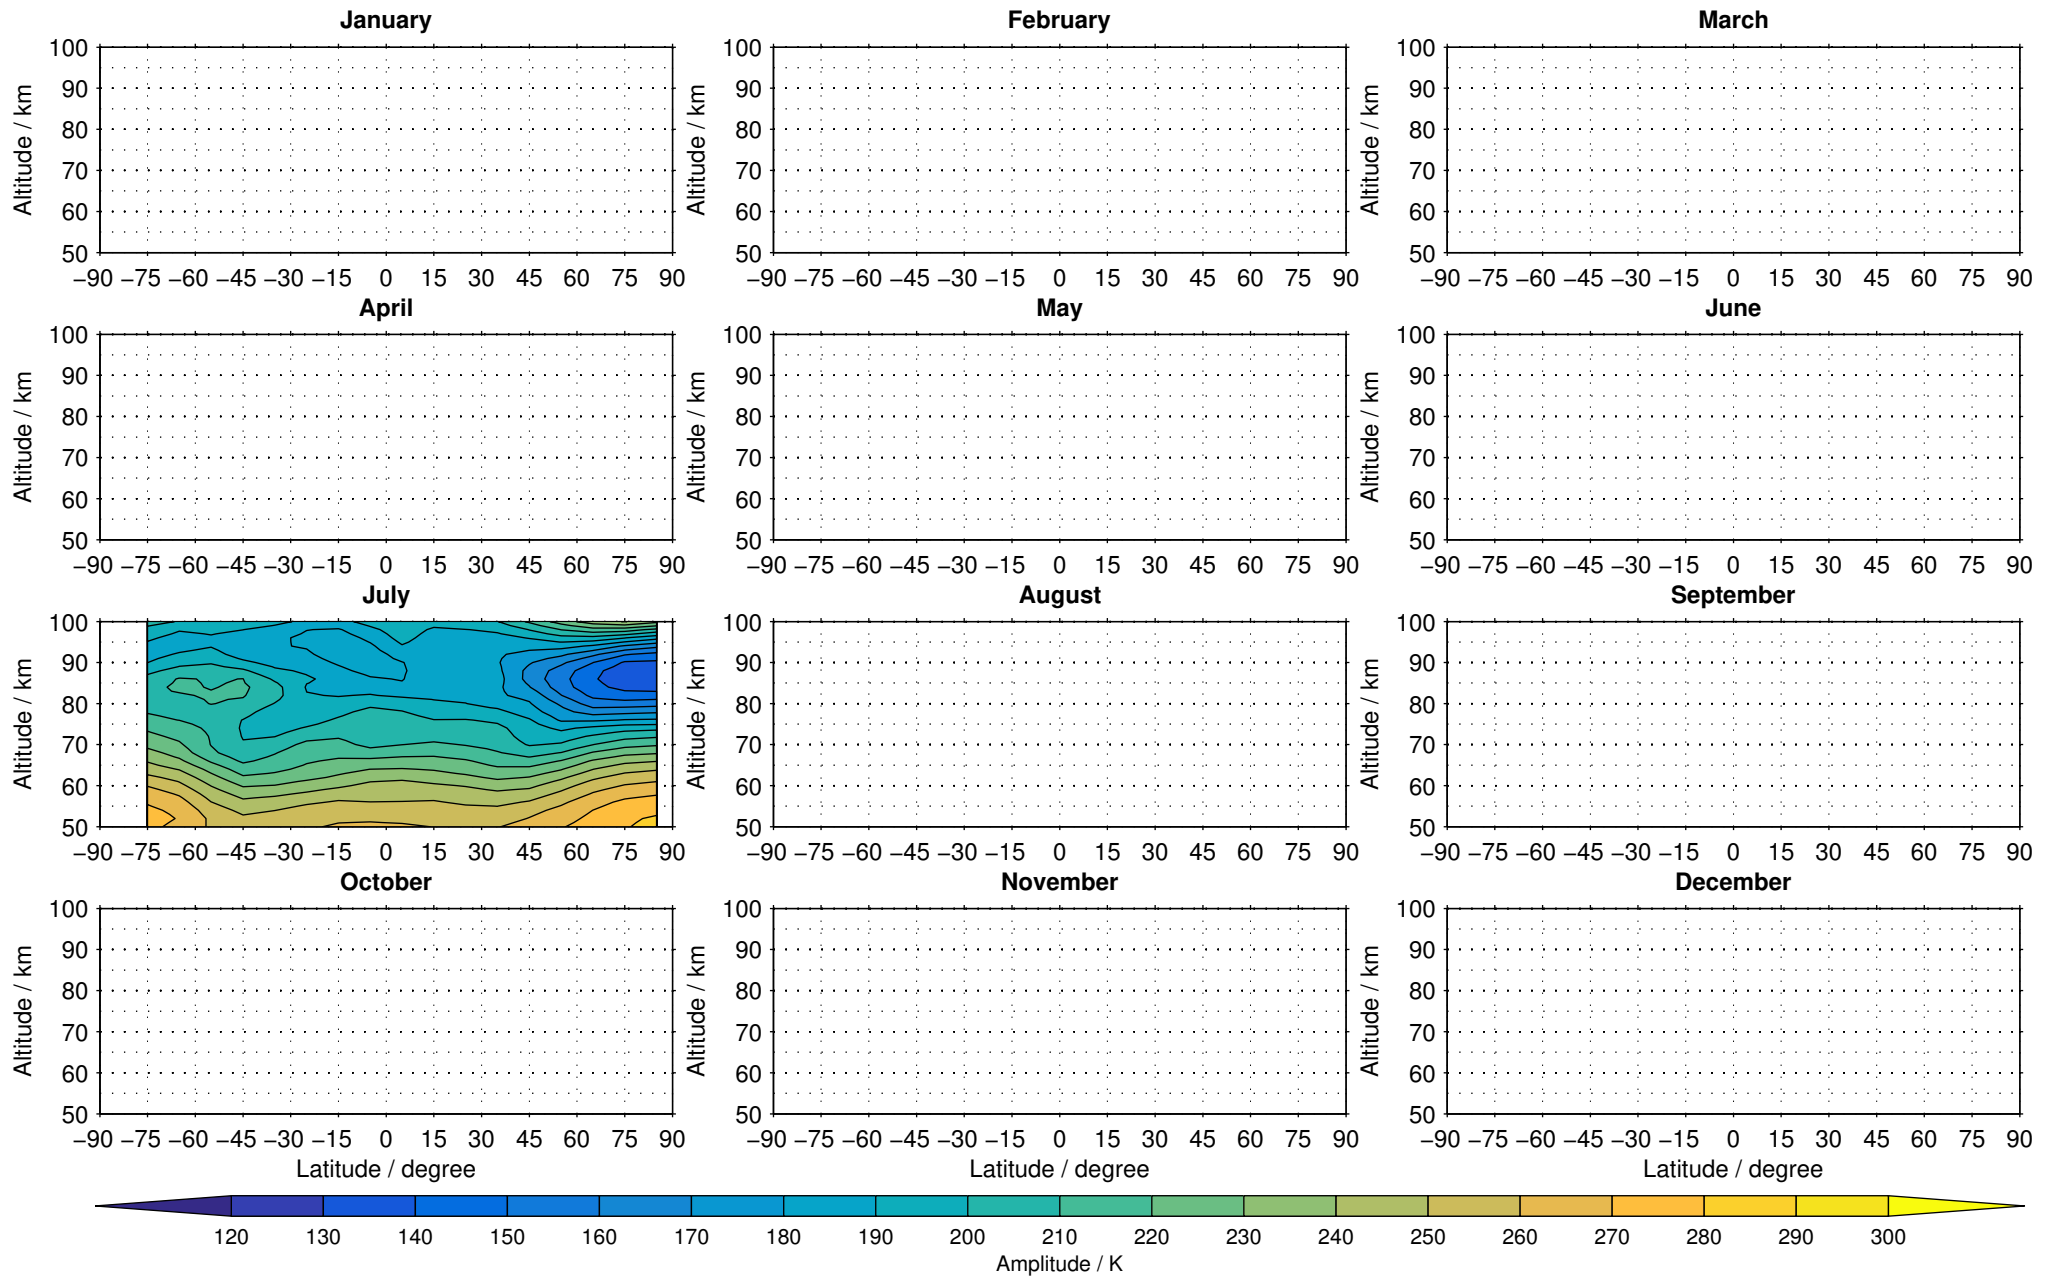 January February March
100 100 100
90 90 90
80 80 80
70 70 70
60 60 60
50 50 50
Altitude / km Altitude / km Altitude / km
−90 −75 −60 −45 −30 −15 0 15 30 45 60 75 90 −90 −75 −60 −45 −30 −15 0 15 30 45 60 75 90 −90 −75 −60 −45 −30 −15 0 15 30 45 60 75 90
April May June
100 100 100
90 90 90
80 80 80
70 70 70
60 60 60
50 50 50
Altitude / km Altitude / km Altitude / km
−90 −75 −60 −45 −30 −15 0 15 30 45 60 75 90 −90 −75 −60 −45 −30 −15 0 15 30 45 60 75 90 −90 −75 −60 −45 −30 −15 0 15 30 45 60 75 90
July August September
100 100 100
90 90 90
80 80 80
70 70 70
60 60 60
50 50 50
Altitude / km Altitude / km Altitude / km
−90 −75 −60 −45 −30 −15 0 15 30 45 60 75 90 −90 −75 −60 −45 −30 −15 0 15 30 45 60 75 90 −90 −75 −60 −45 −30 −15 0 15 30 45 60 75 90
October November December
100 100 100
90 90 90
80 80 80
70 70 70
60 60 60
50 50 50
Altitude / km Altitude / km Altitude / km
−90 −75 −60 −45 −30 −15 0 15 30 45 60 75 90 −90 −75 −60 −45 −30 −15 0 15 30 45 60 75 90 −90 −75 −60 −45 −30 −15 0 15 30 45 60 75 90
Latitude / degree Latitude / degree Latitude / degree
120 130 140 150 160 170 180 190 200 210 220 230 240 250 260 270 280 290 300
Amplitude / K